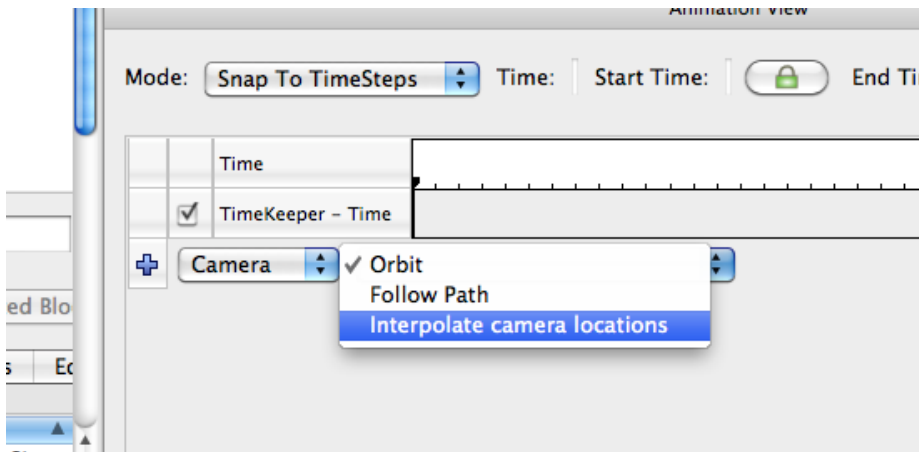 Animation View
Mode: Snap To TimeSteps Time: Start Time: End Ti
Time
TimeKeeper – Time
Camera
Orbit
Follow Path
Interpolate camera locations
ed Blo
s Ed